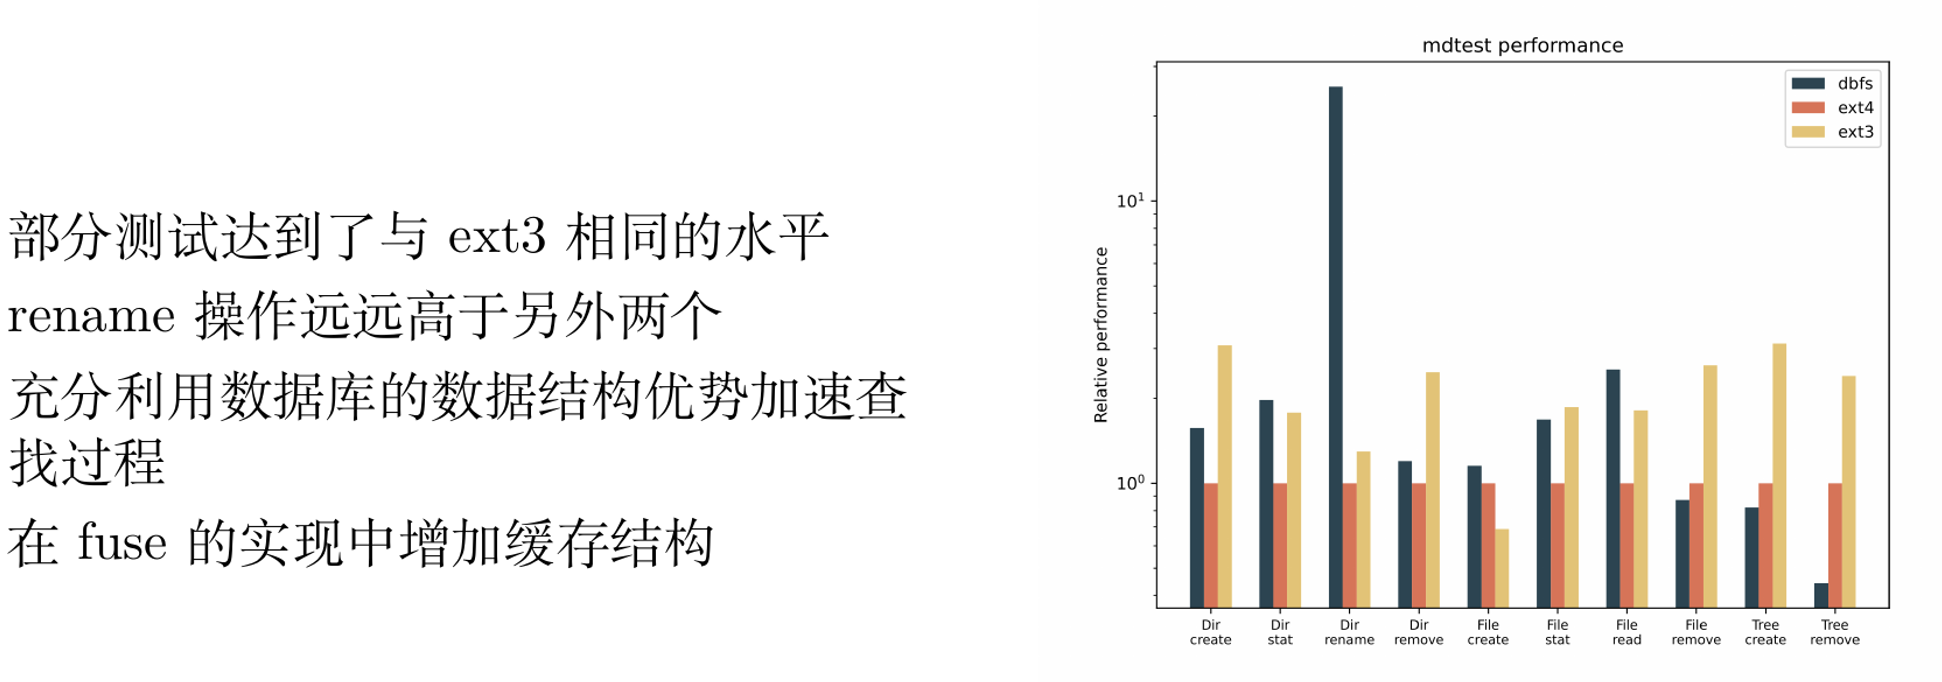 部分测试达到了与 ext3 相同的水平
rename 操作远远高于另外两个
充分利用数据库的数据结构优势加速查
找过程
在 fuse 的实现中增加缓存结构
mdtest performance
dbfs
ext4
ext3
Relative performance
10¹
10⁰
Dir
create
Dir
stat
Dir
rename
Dir
remove
File
create
File
stat
File
read
File
remove
Tree
create
Tree
remove